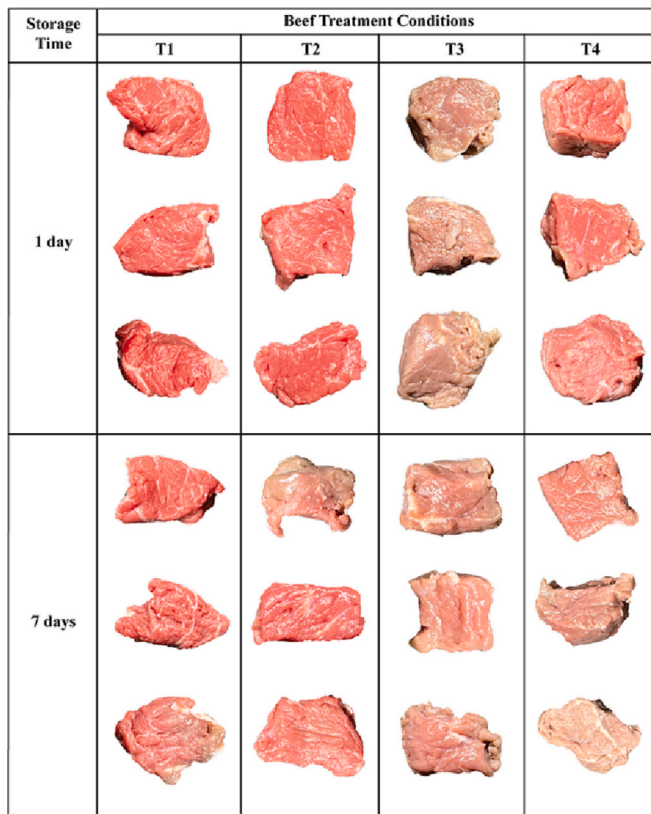 Storage
Time
Beef Treatment Conditions
T1 T2 T3 T4
1 day
7 days